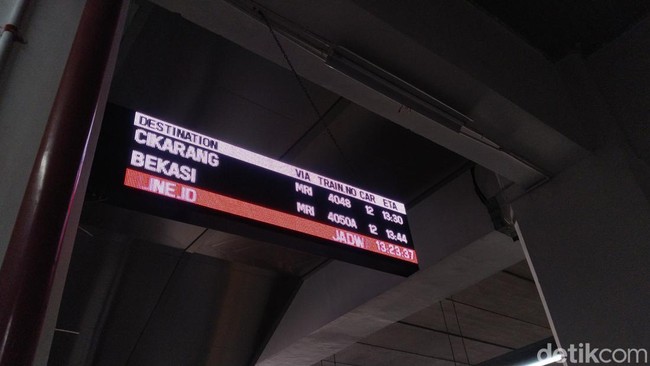 DESTINATION VIA TRAIN.NO CAR ETA
CIKARANG MRI 4048 12 13:30
BEKASI MRI 4050A 12 13:44
INE.ID JADW 13:23:37
detikcom